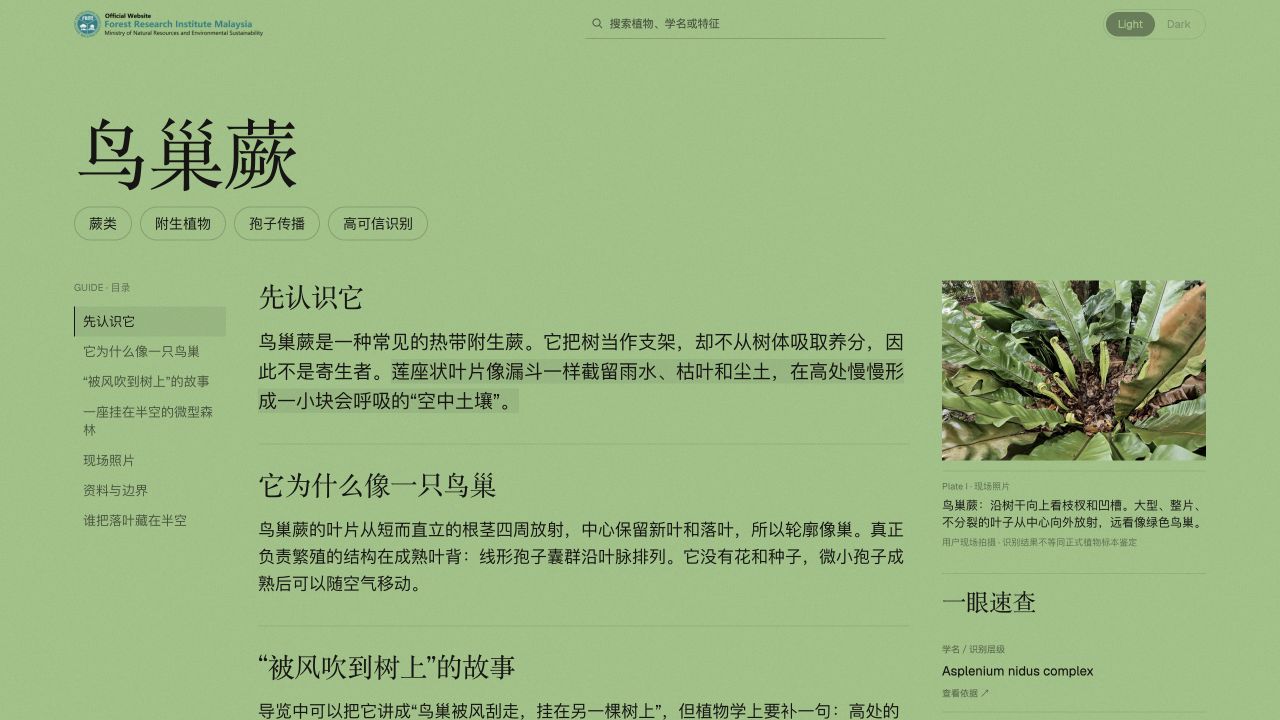 Official Website
Forest Research Institute Malaysia
Ministry of Natural Resources and Environmental Sustainability
搜索植物、学名或特征
Light
Dark
鸟巢蕨
蕨类
附生植物
孢子传播
高可信识别
GUIDE · 目录
先认识它
它为什么像一只鸟巢
“被风吹到树上”的故事
一座挂在半空的微型森
林
现场照片
资料与边界
谁把落叶藏在半空
先认识它
鸟巢蕨是一种常见的热带附生蕨。它把树当作支架，却不从树体吸取养分，因
此不是寄生者。莲座状叶片像漏斗一样截留雨水、枯叶和尘土，在高处慢慢形
成一小块会呼吸的“空中土壤”。
它为什么像一只鸟巢
鸟巢蕨的叶片从短而直立的根茎四周放射，中心保留新叶和落叶，所以轮廓像巢。真正
负责繁殖的结构在成熟叶背：线形孢子囊群沿叶脉排列。它没有花和种子，微小孢子成
熟后可以随空气移动。
“被风吹到树上”的故事
导览中可以把它讲成“鸟巢被风刮走，挂在另一棵树上”，但植物学上要补一句：高处的
Plate I · 现场照片
鸟巢蕨：沿树干向上看枝杈和凹槽。大型、整片、
不分裂的叶子从中心向外放射，远看像绿色鸟巢。
用户现场拍摄 · 识别结果不等同正式植物标本鉴定
一眼速查
学名 / 识别层级
Asplenium nidus complex
查看依据 ↗